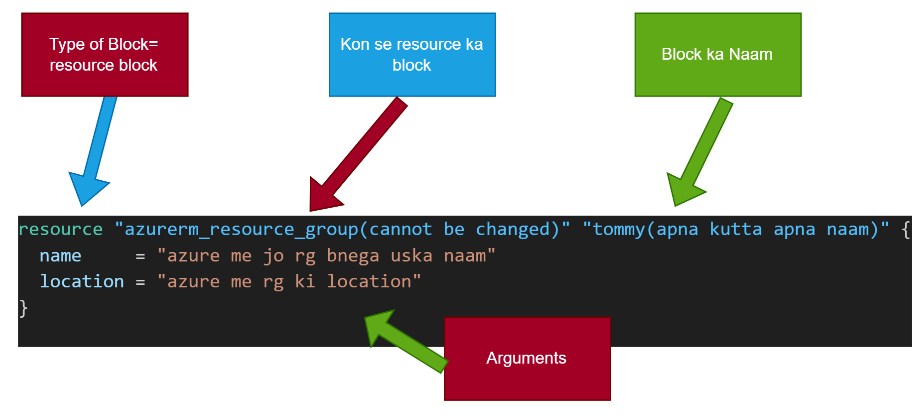 Type of Block=
resource block
Kon se resource ka
block
Block ka Naam
resource "azurerm_resource_group(cannot be changed)" "tommy(apna kutta apna naam)" {
  name     = "azure me jo rg bnega uska naam"
  location = "azure me rg ki location"
}
Arguments